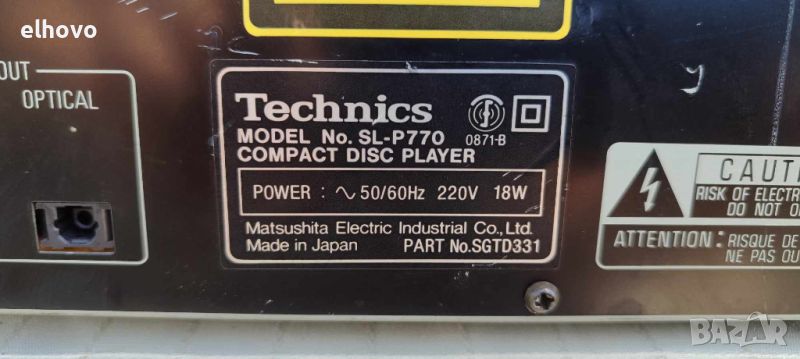 elhovo
OUT
OPTICAL
Technics
MODEL No. SL-P770
0871-B
COMPACT DISC PLAYER
POWER : ∿ 50/60Hz 220V 18W
Matsushita Electric Industrial Co., Ltd.
Made in Japan PART No.SGTD331
CAUT
RISK OF ELECTR
DO NOT O
ATTENTION : RISQUE DE
NE PAS OU
BAZAR